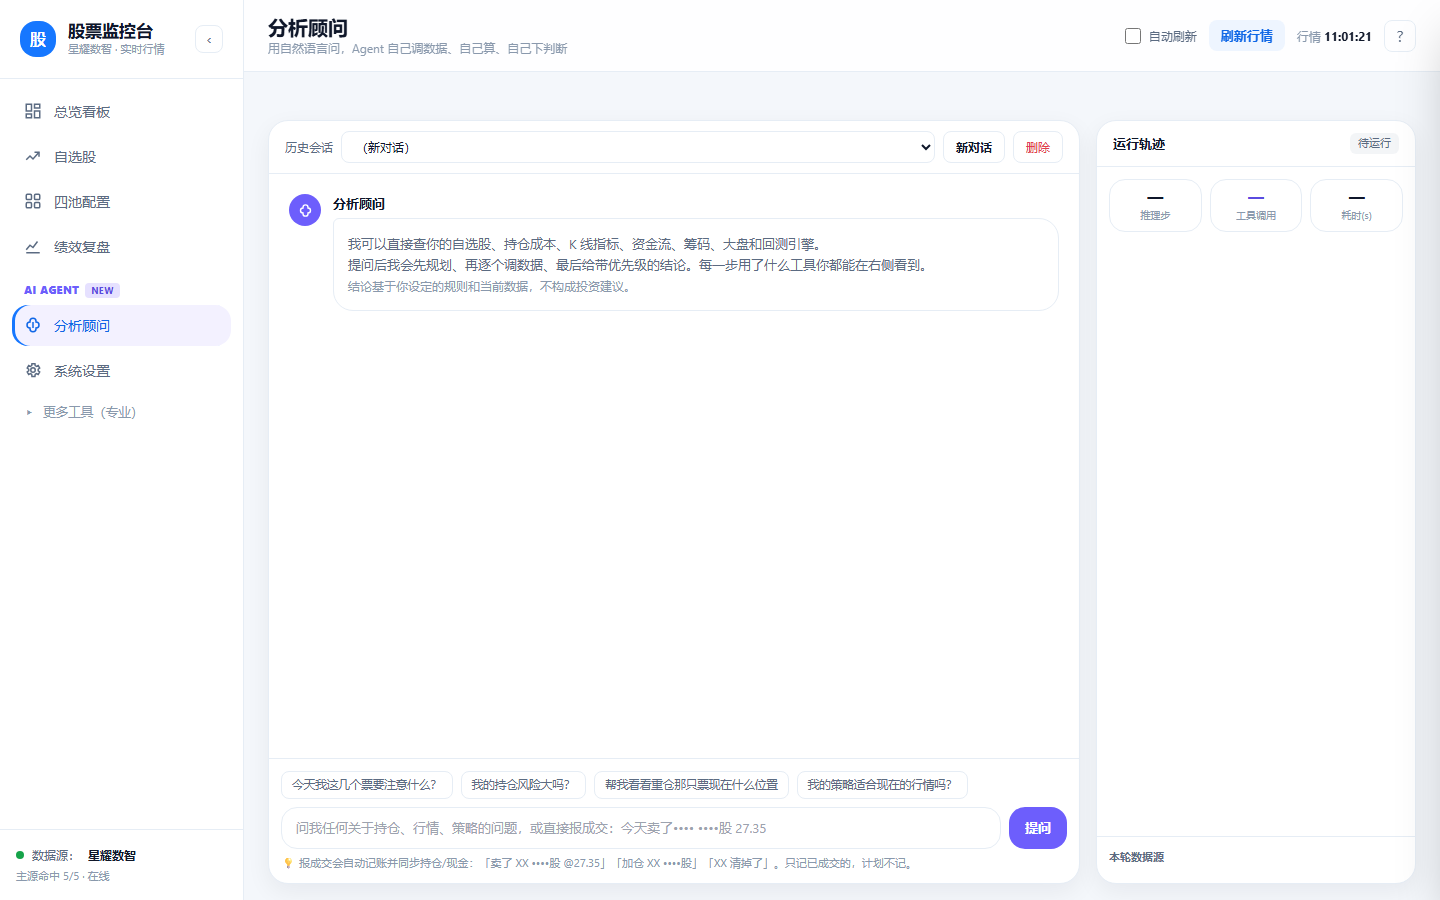 股
股票监控台
星耀数智 · 实时行情
‹
总览看板
自选股
四池配置
绩效复盘
AI AGENT NEW
分析顾问
系统设置
▸ 更多工具（专业）
数据源： 星耀数智
主源命中 5/5 · 在线
分析顾问
用自然语言问，Agent 自己调数据、自己算、自己下判断
自动刷新
刷新行情
行情 11:01:21
?
历史会话
（新对话）
新对话
删除
分析顾问
我可以直接查你的自选股、持仓成本、K 线指标、资金流、筹码、大盘和回测引擎。
提问后我会先规划、再逐个调数据、最后给带优先级的结论。每一步用了什么工具你都能在右侧看到。
结论基于你设定的规则和当前数据，不构成投资建议。
今天我这几个票要注意什么？
我的持仓风险大吗？
帮我看看重仓那只票现在什么位置
我的策略适合现在的行情吗？
问我任何关于持仓、行情、策略的问题，或直接报成交：今天卖了•••• ••••股 27.35
提问
💡 报成交会自动记账并同步持仓/现金：「卖了 XX ••••股 @27.35」「加仓 XX ••••股」「XX 清掉了」。只记已成交的，计划不记。
运行轨迹
待运行
—
推理步
—
工具调用
—
耗时(s)
本轮数据源